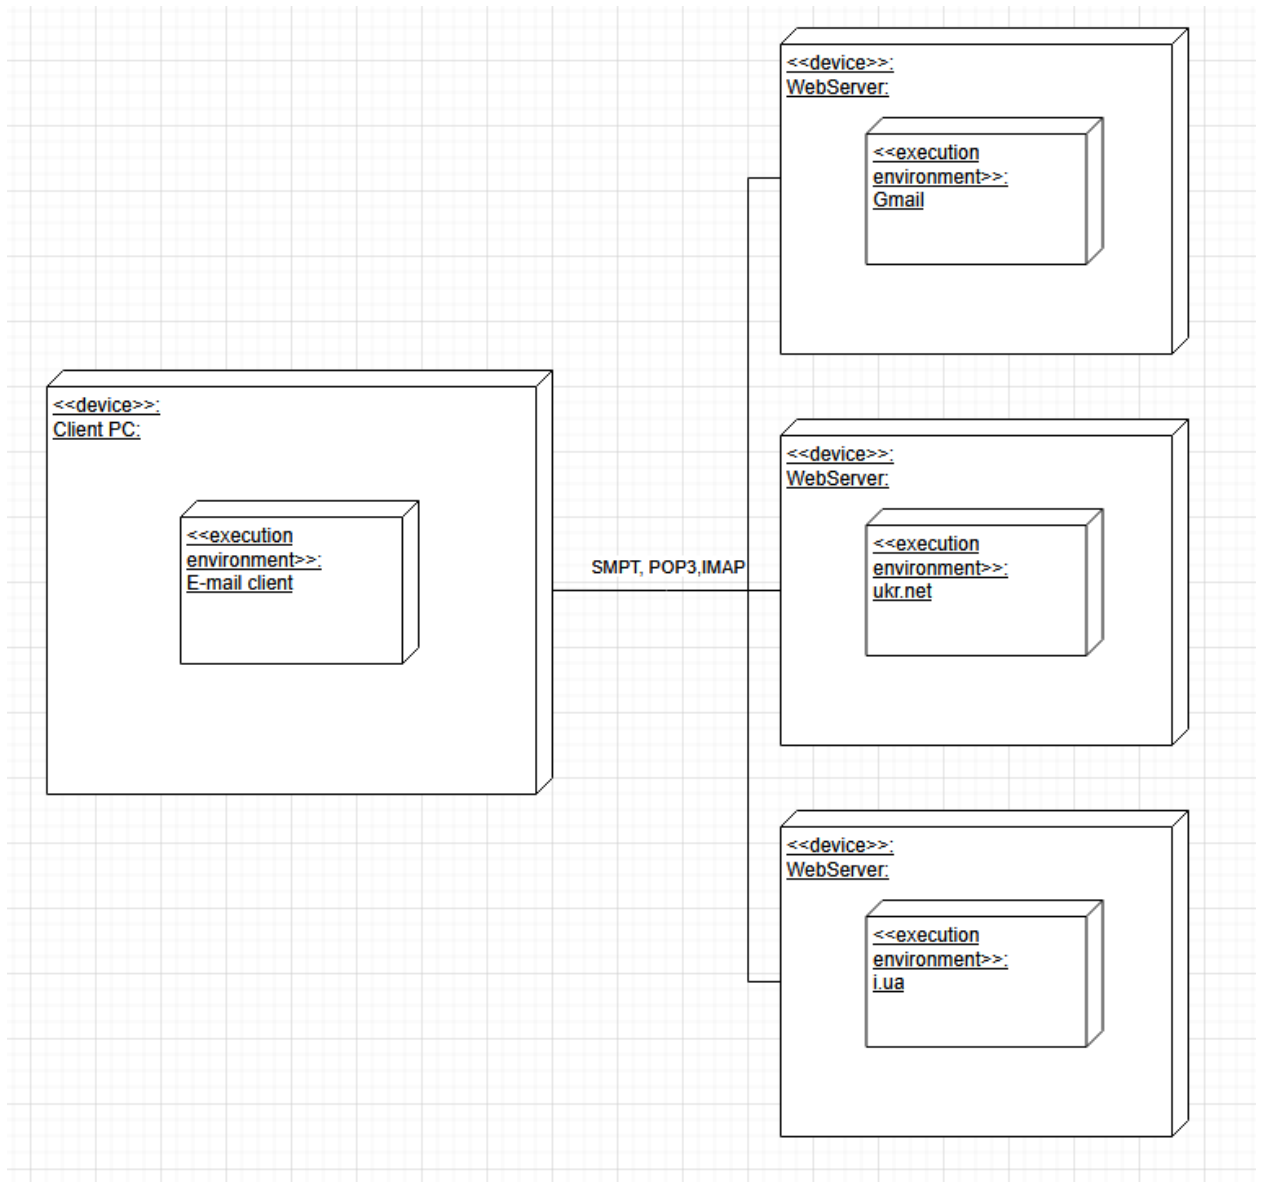 <<device>>:
WebServer:
<<execution
environment>>:
Gmail
<<device>>:
Client PC:
<<execution
environment>>:
E-mail client
SMPT, POP3,IMAP
<<device>>:
WebServer:
<<execution
environment>>:
ukr.net
<<device>>:
WebServer:
<<execution
environment>>:
i.ua